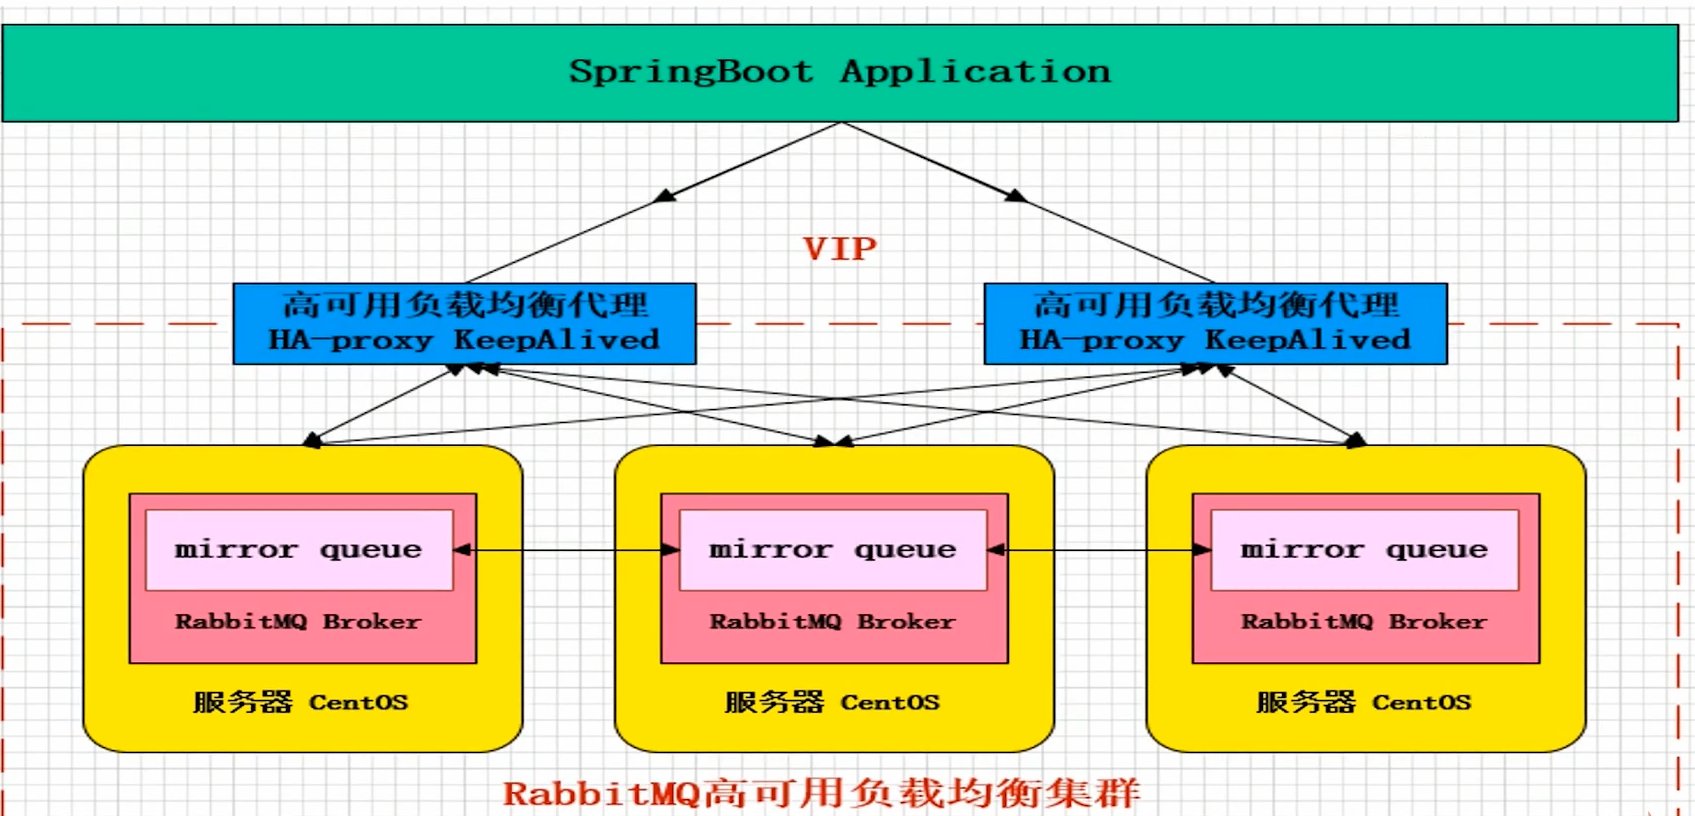 SpringBoot Application
VIP
高可用负载均衡代理
HA-proxy KeepAlived
高可用负载均衡代理
HA-proxy KeepAlived
mirror queue
RabbitMQ Broker
服务器 CentOS
mirror queue
RabbitMQ Broker
服务器 CentOS
mirror queue
RabbitMQ Broker
服务器 CentOS
RabbitMQ高可用负载均衡集群